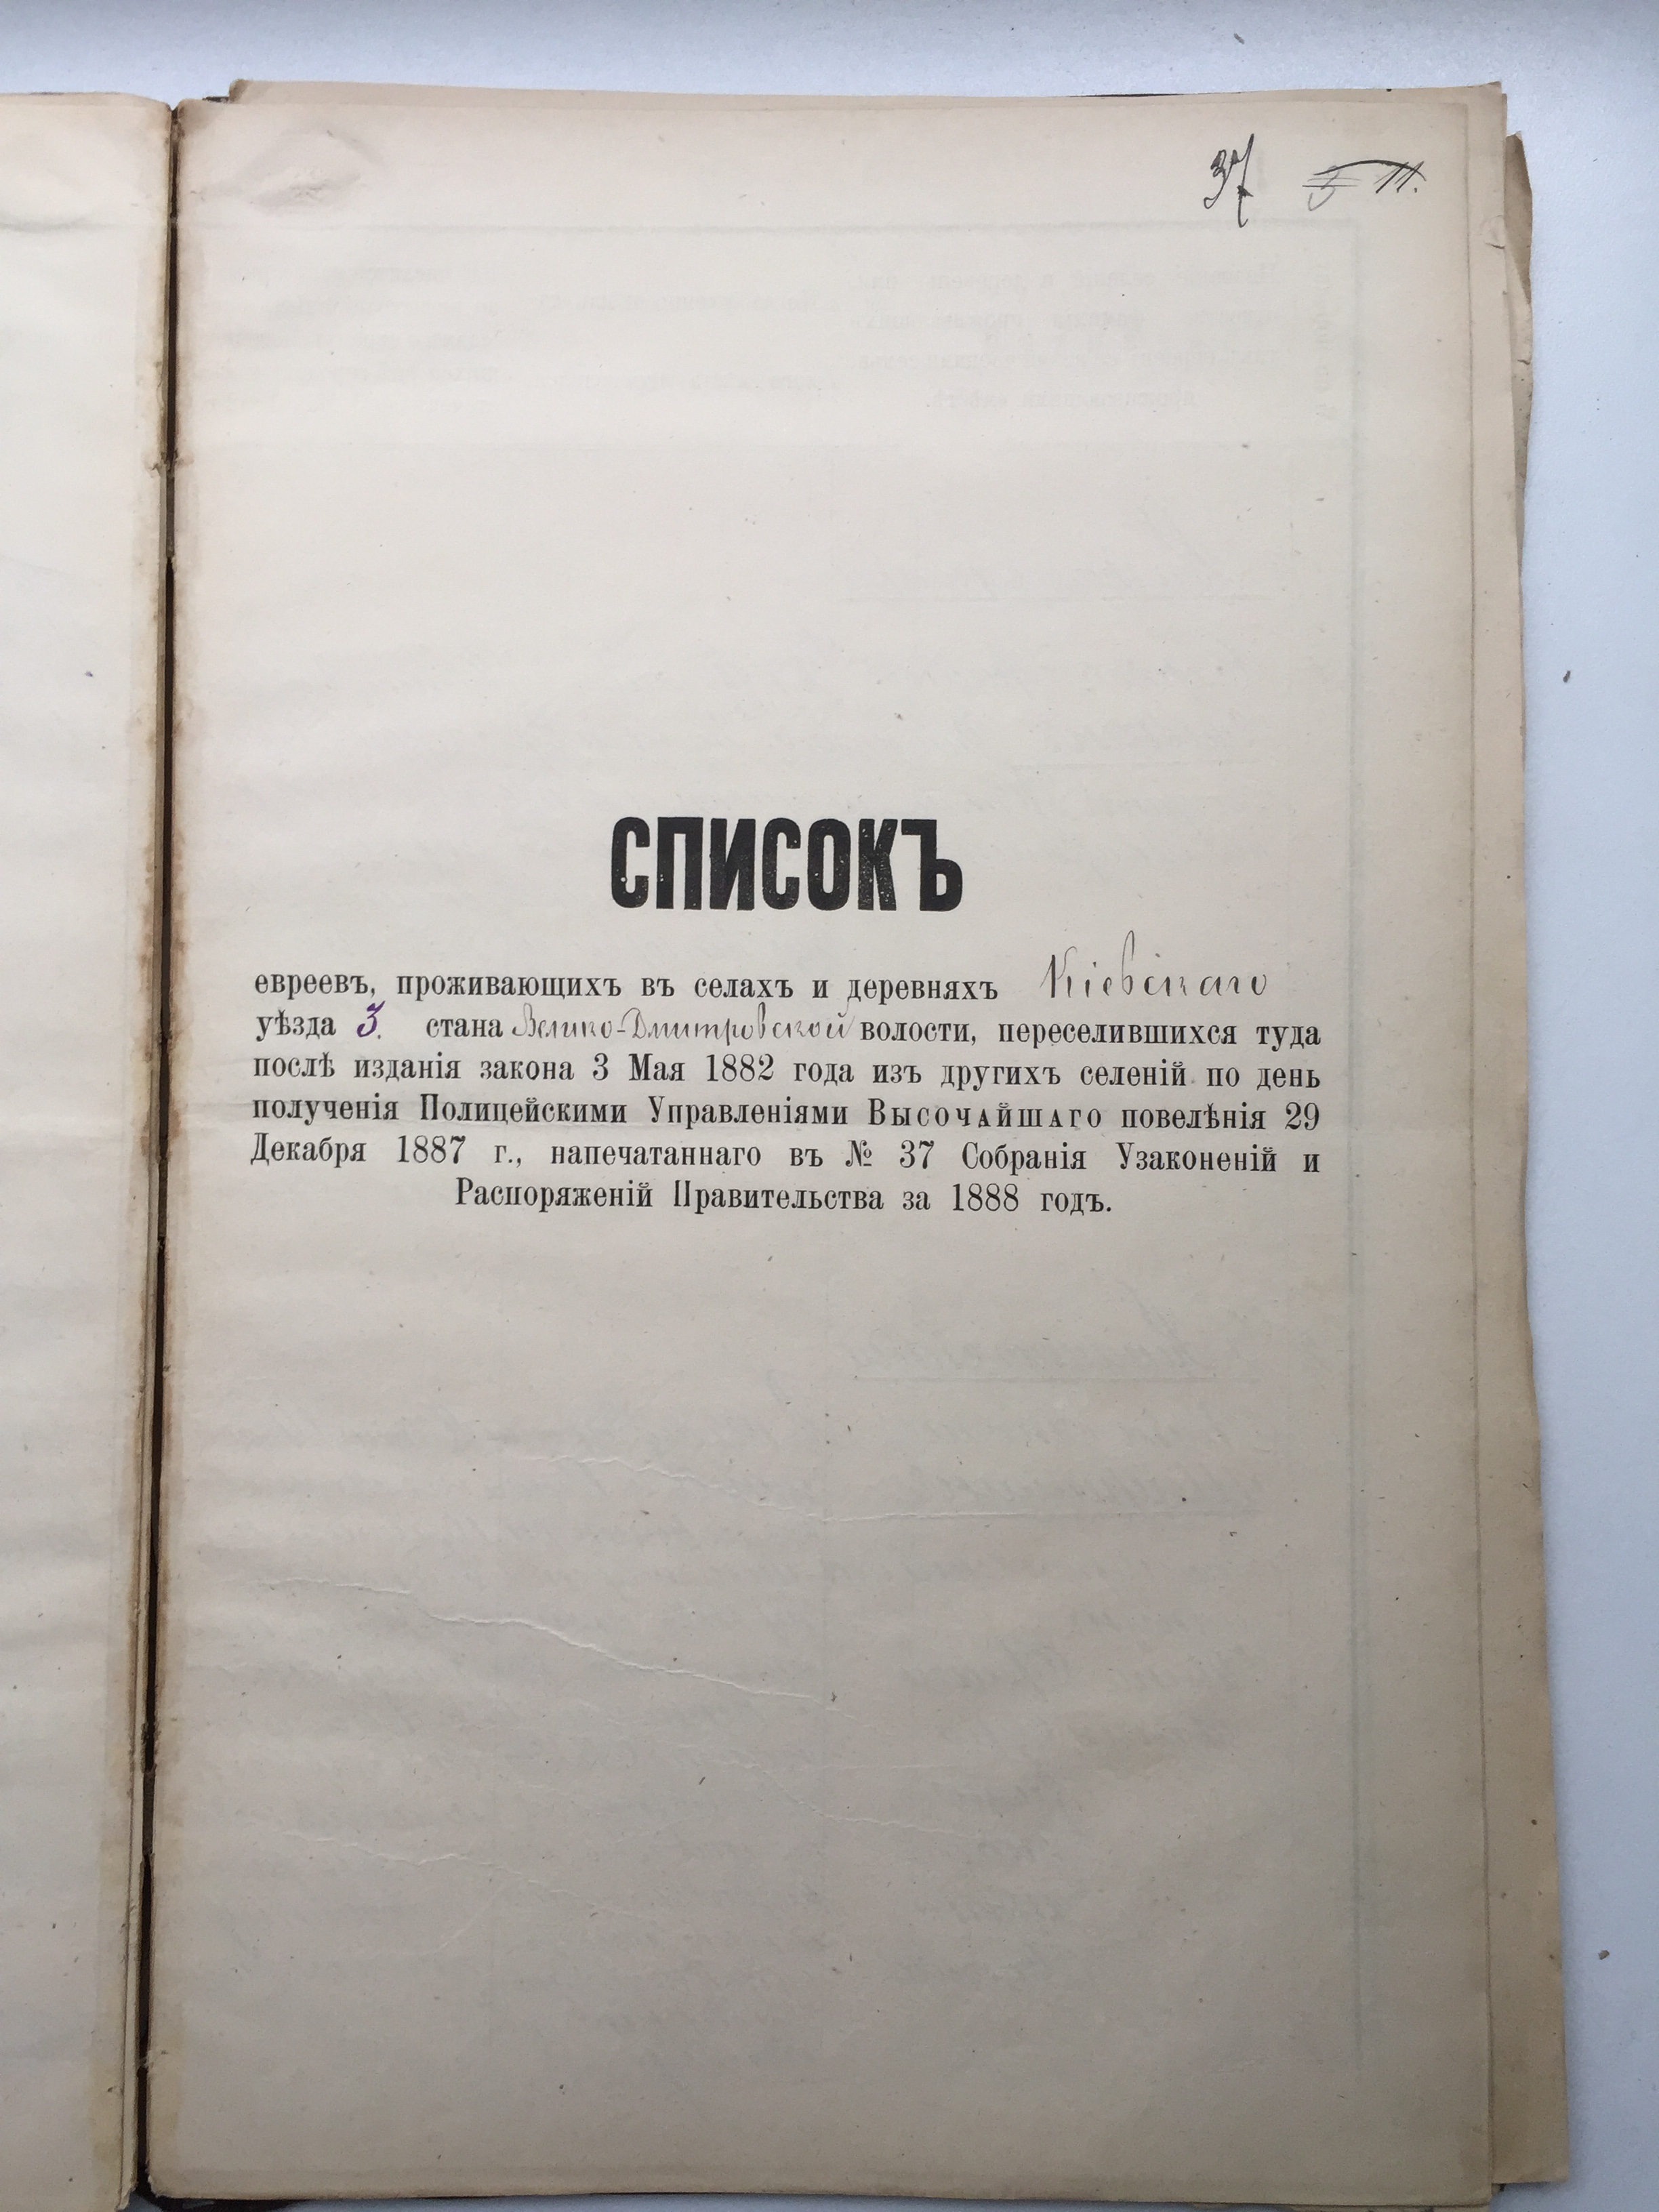 37
СПИСОКЪ
евреевъ, проживающихъ въ селахъ и деревняхъ Кіевскаго
уѣзда 3. стана Велико-Дмитровской волости, переселившихся туда
послѣ изданія закона 3 Мая 1882 года изъ другихъ селеній по день
полученія Полицейскими Управленіями Высочайшаго повелѣнія 29
Декабря 1887 г., напечатаннаго въ № 37 Собранія Узаконеній и
Распоряженій Правительства за 1888 годъ.